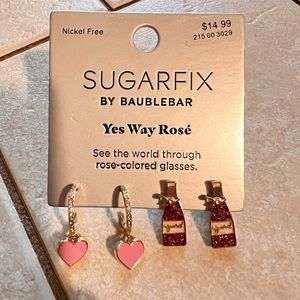 Nickel Free
$14.99
215 00 3029
SUGARFIX
BY BAUBLEBAR
Yes Way Rosé
See the world through
rose-colored glasses.